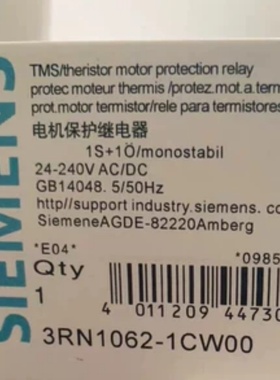 SIEMENS
TMS/theristor motor protection relay
protec moteur thermis /protez.mot.a.term
prot.motor termistor/rele para termistores
电机保护继电器
1S+1Ö/monostabil
24-240V AC/DC
GB14048. 5/50Hz
http//support industry.siemens. co
SiemeneAGDE-82220Amberg
*E04*
*0985
Qty
1
4 011209 44730
3RN1062-1CW00